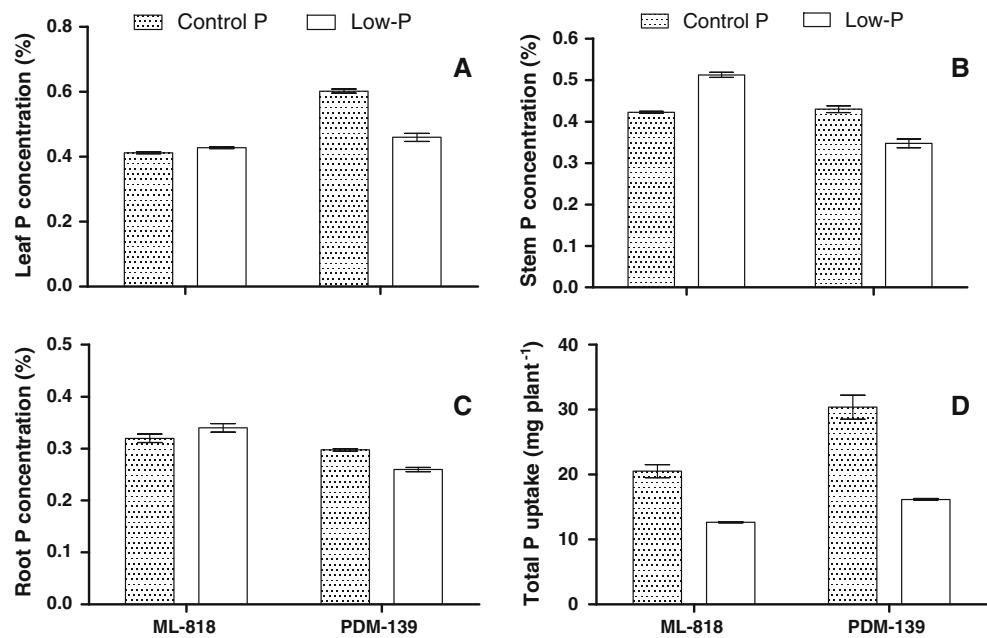 Control P Low-P
Leaf P concentration (%)
0.8
0.6
0.4
0.2
0.0
A
Control P Low-P
Stem P concentration (%)
0.6
0.5
0.4
0.3
0.2
0.1
0.0
B
Root P concentration (%)
0.5
0.4
0.3
0.2
0.1
0.0
C
ML-818 PDM-139
Total P uptake (mg plant⁻¹)
40
30
20
10
0
D
ML-818 PDM-139